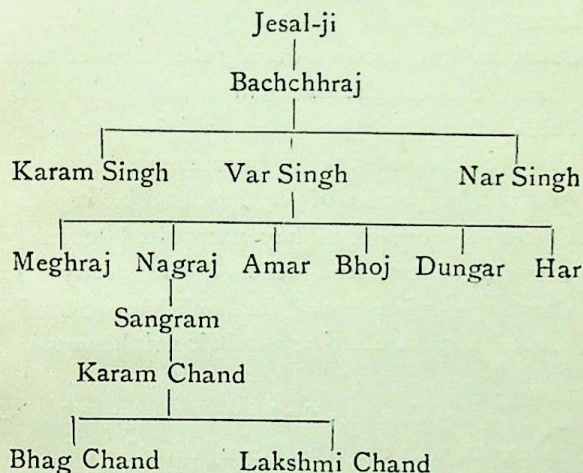 Jesal-ji
Bachchhraj
Karam Singh Var Singh Nar Singh
Meghraj Nagraj Amar Bhoj Dungar Har
Sangram
Karam Chand
Bhag Chand Lakshmi Chand